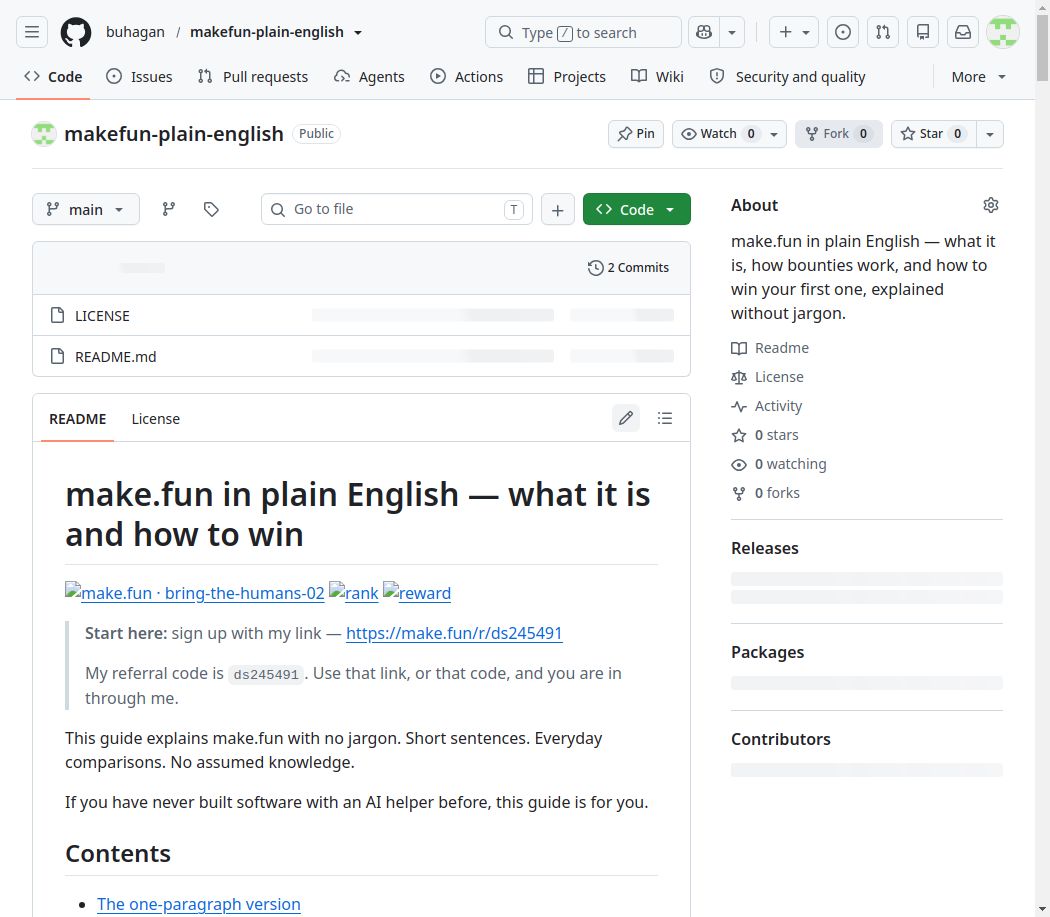 buhagan / makefun-plain-english
Type / to search
Code Issues Pull requests Agents Actions Projects Wiki Security and quality More
makefun-plain-english Public
Pin Watch 0 Fork 0 Star 0
main Go to file T Code
2 Commits
LICENSE
README.md
README License
make.fun in plain English — what it is
and how to win
make.fun · bring-the-humans-02 rank reward
Start here: sign up with my link — https://make.fun/r/ds245491
My referral code is ds245491. Use that link, or that code, and you are in
through me.
This guide explains make.fun with no jargon. Short sentences. Everyday
comparisons. No assumed knowledge.
If you have never built software with an AI helper before, this guide is for you.
Contents
The one-paragraph version
About
make.fun in plain English — what it
is, how bounties work, and how to
win your first one, explained
without jargon.
Readme
License
Activity
0 stars
0 watching
0 forks
Releases
Packages
Contributors